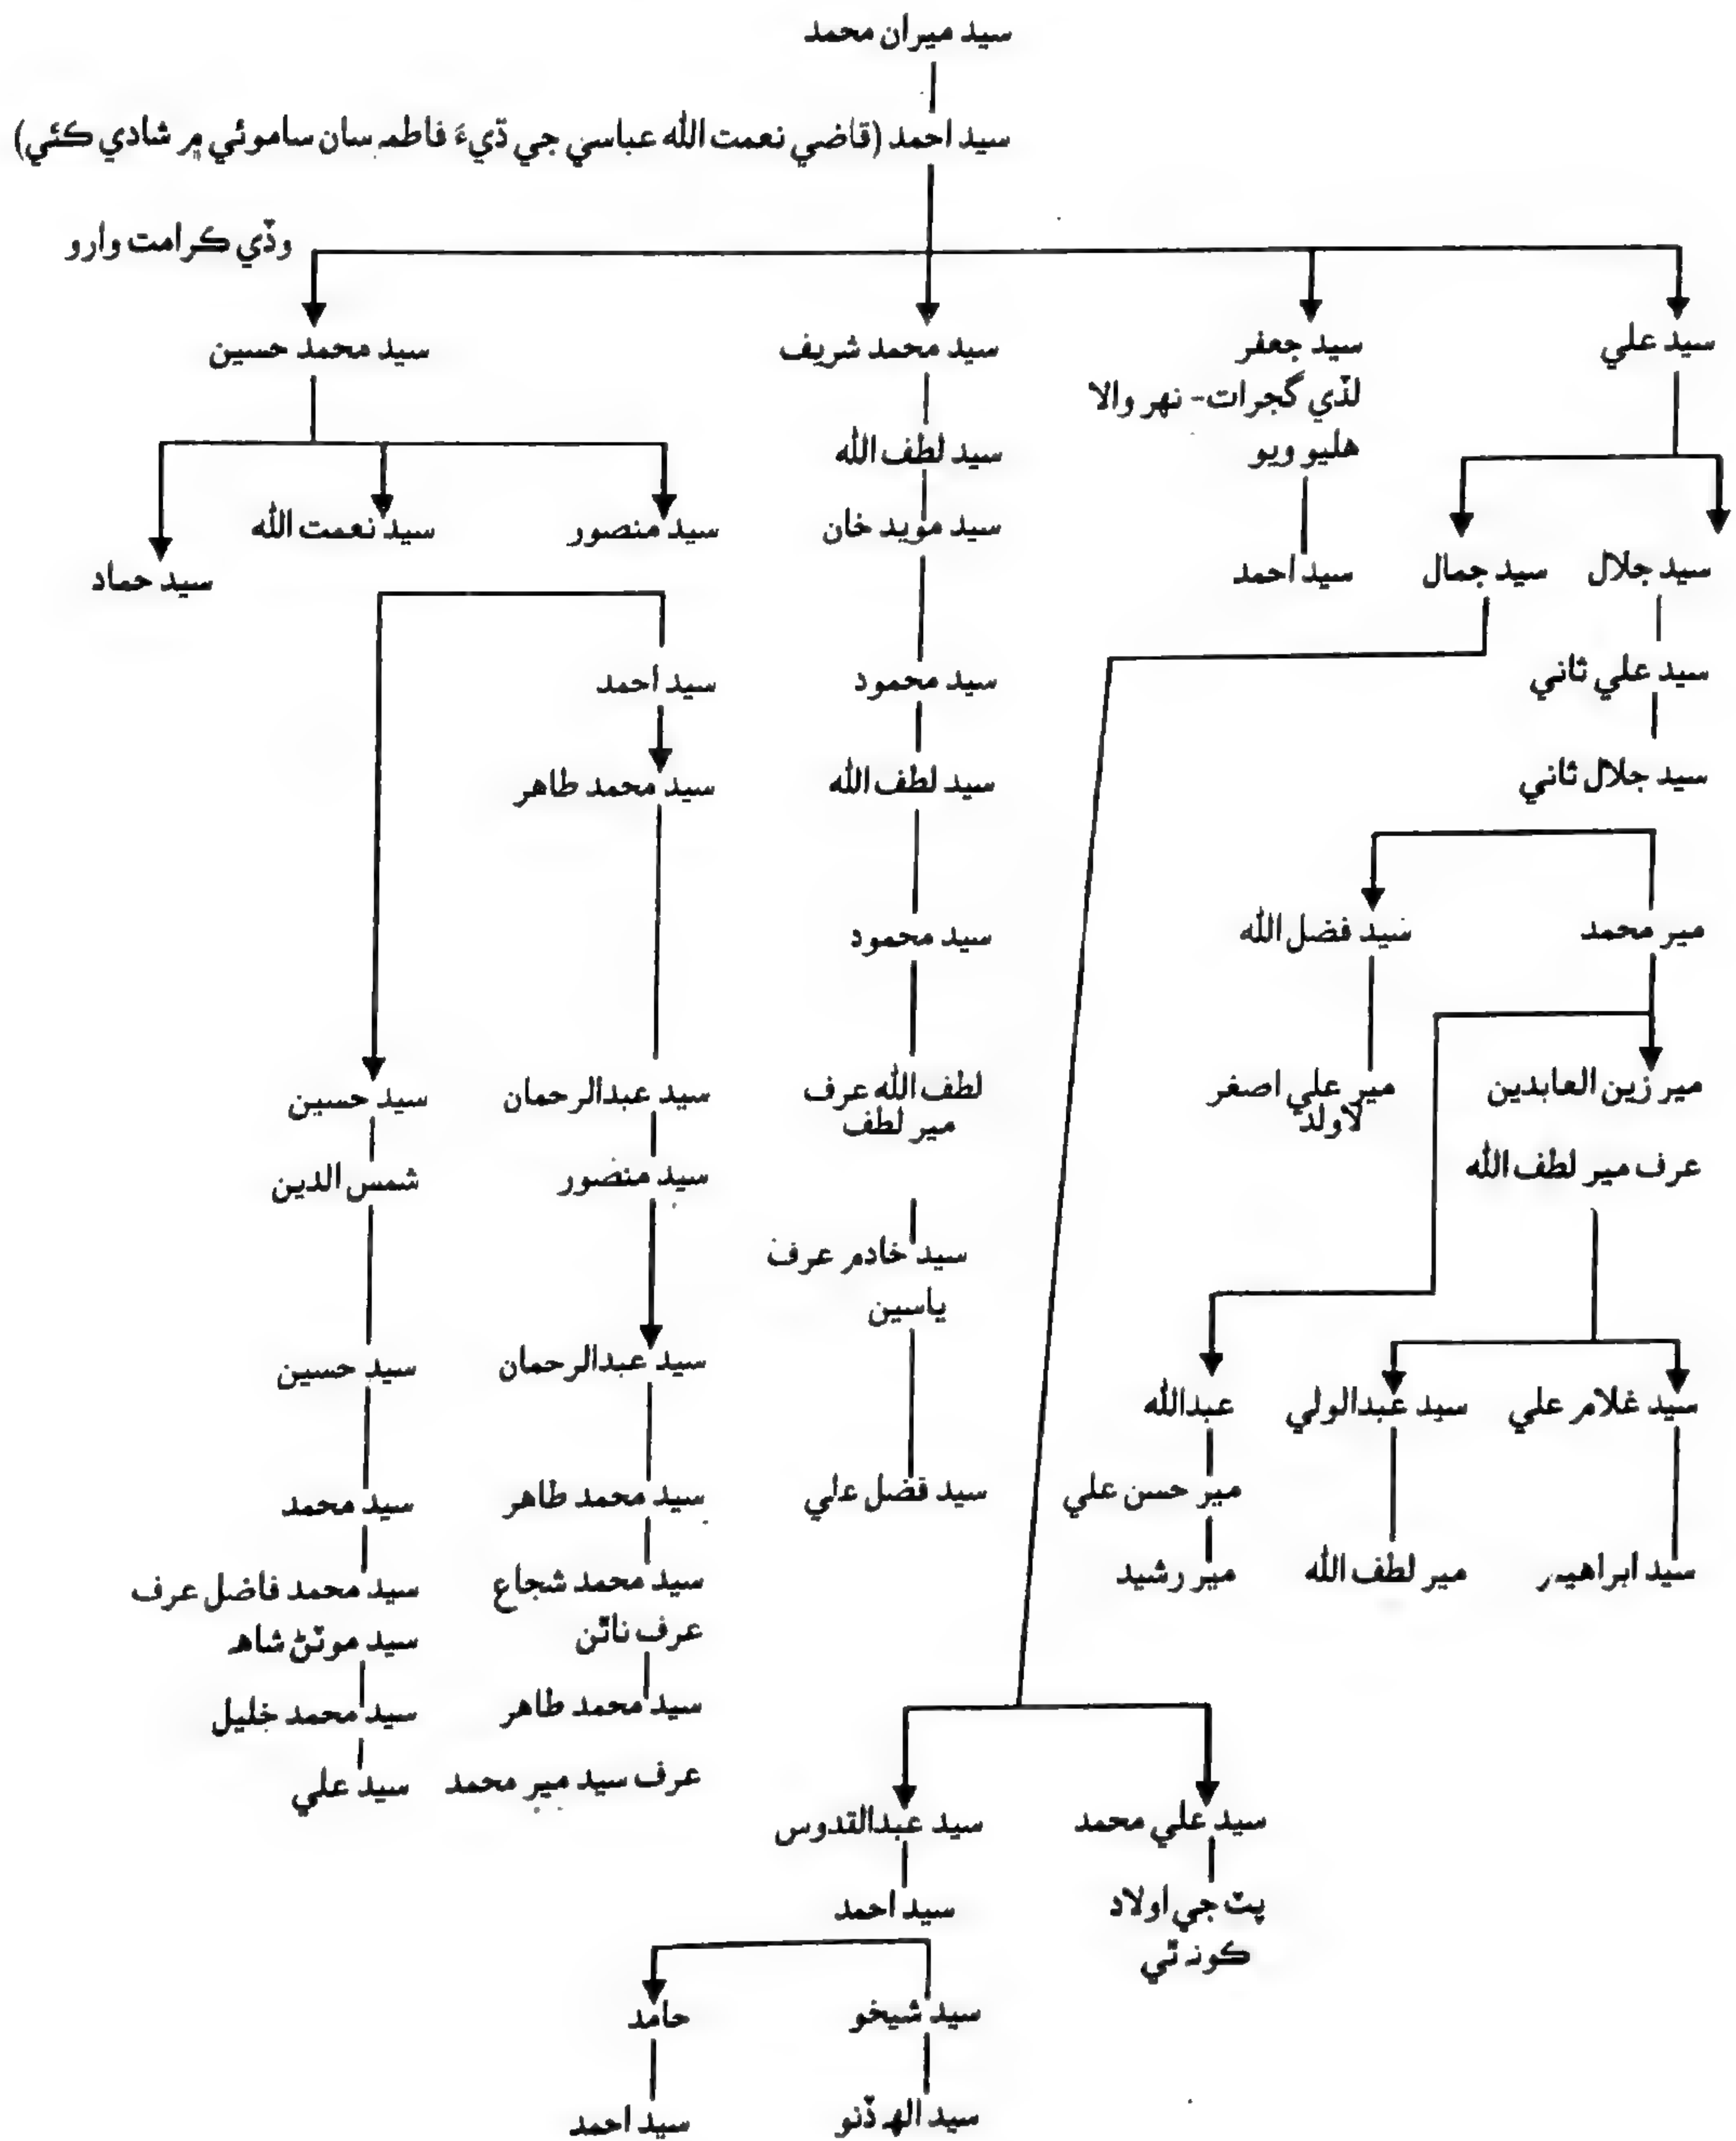 سيد ميران محمد
سيد احمد (قاضي نعمت الله عباسي جي ڌيءَ فاطمہ سان ساموئي ۾ شادي ڪئي)
وڏي ڪرامت وارو
سيد علي
سيد جعفر
لڏي گجرات- نهر والا
هليو ويو
سيد محمد شريف
سيد محمد حسين
سيد جلال
سيد جمال
سيد احمد
سيد لطف الله
سيد مويد خان
سيد منصور
سيد نعمت الله
سيد حماد
سيد علي ثاني
سيد محمود
سيد احمد
سيد جلال ثاني
سيد لطف الله
سيد محمد طاهر
مير محمد
سيد فضل الله
سيد محمود
مير زين العابدين
عرف مير لطف الله
مير علي اصغر
لاولد
لطف الله عرف
مير لطف
سيد عبدالرحمان
سيد حسين
سيد منصور
شمس الدين
سيد خادم عرف
ياسين
سيد عبدالرحمان
سيد حسين
سيد غلام علي
سيد عبدالولي
عبدالله
مير حسن علي
سيد فضل علي
سيد محمد طاهر
سيد محمد
سيد ابراهيم
مير لطف الله
مير رشيد
سيد محمد شجاع
عرف ناٿن
سيد محمد فاضل عرف
سيد موٽڻ شاهہ
سيد محمد طاهر
عرف سيد مير محمد
سيد محمد خليل
سيد علي
سيد علي محمد
پٽ جي اولاد
ڪونہ ٿي
سيد عبدالقدوس
سيد احمد
سيد شيخو
حامد
سيد الهہ ڏنو
سيد احمد